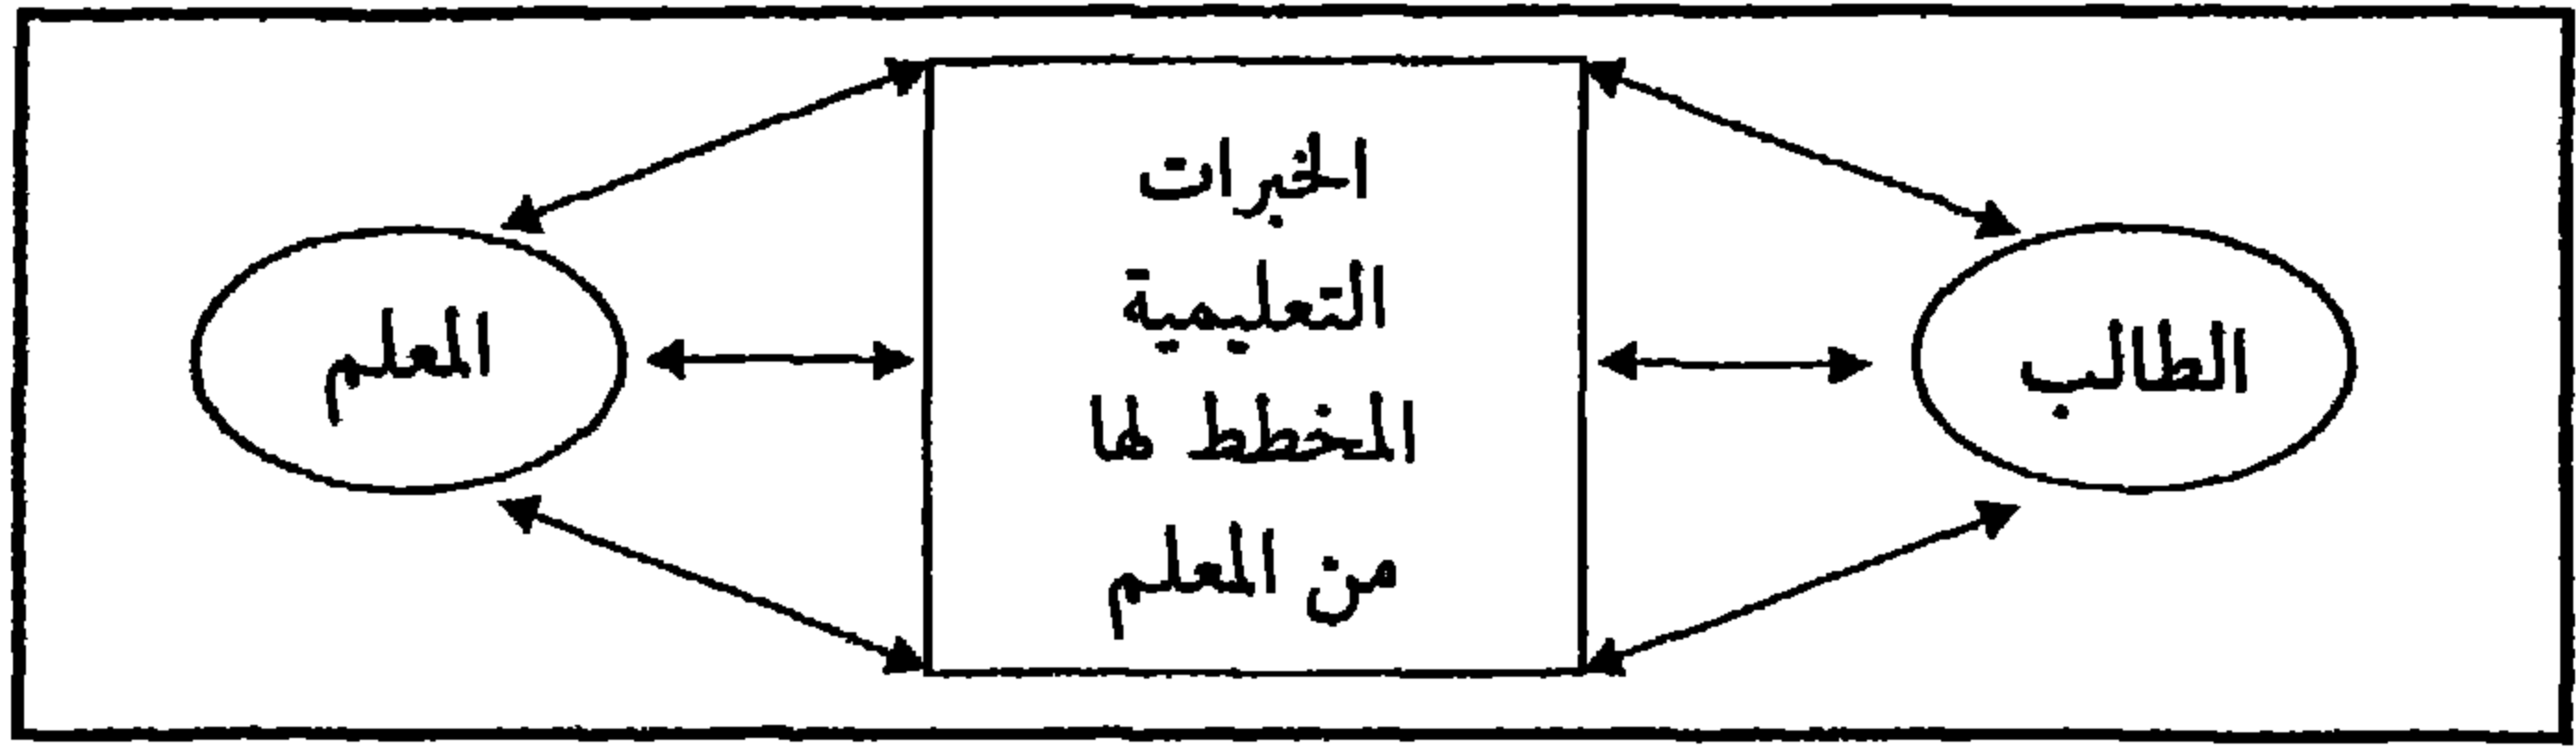 الطالب
الخبرات
التعليمية
المخطط لها
من المعلم
المعلم